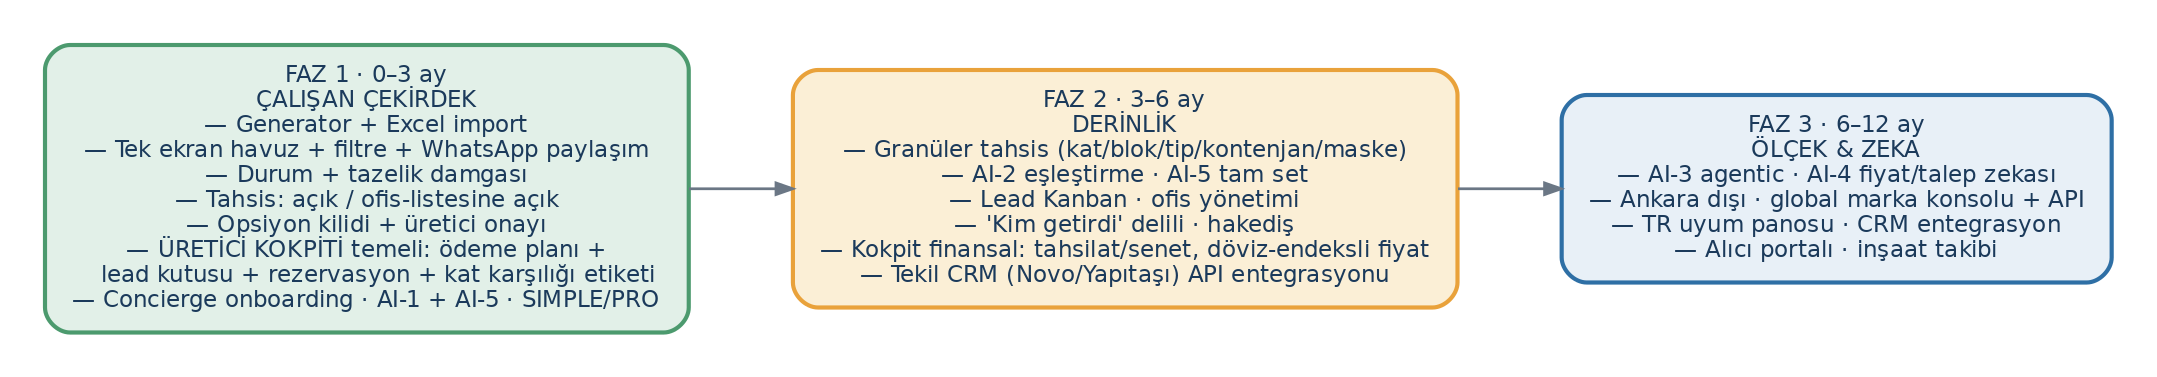 FAZ 1 · 0–3 ay
ÇALIŞAN ÇEKİRDEK
— Generator + Excel import
— Tek ekran havuz + filtre + WhatsApp paylaşım
— Durum + tazelik damgası
— Tahsis: açık / ofis-listesine açık
— Opsiyon kilidi + üretici onayı
— ÜRETİCİ KOKPİTİ temeli: ödeme planı +
lead kutusu + rezervasyon + kat karşılığı etiketi
— Concierge onboarding · AI-1 + AI-5 · SIMPLE/PRO
FAZ 2 · 3–6 ay
DERİNLİK
— Granüler tahsis (kat/blok/tip/kontenjan/maske)
— AI-2 eşleştirme · AI-5 tam set
— Lead Kanban · ofis yönetimi
— 'Kim getirdi' delili · hakediş
— Kokpit finansal: tahsilat/senet, döviz-endeksli fiyat
— Tekil CRM (Novo/Yapıtaşı) API entegrasyonu
FAZ 3 · 6–12 ay
ÖLÇEK & ZEKA
— AI-3 agentic · AI-4 fiyat/talep zekası
— Ankara dışı · global marka konsolu + API
— TR uyum panosu · CRM entegrasyon
— Alıcı portalı · inşaat takibi